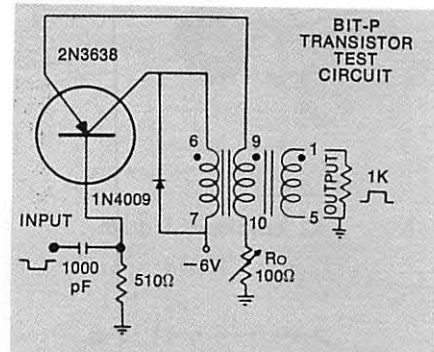 BIT-P
TRANSISTOR
TEST
CIRCUIT
2N3638
6
9
1
1N4009
OUTPUT
1K
INPUT
7
10
5
1000
pF
510Ω
−6V
Ro
100Ω